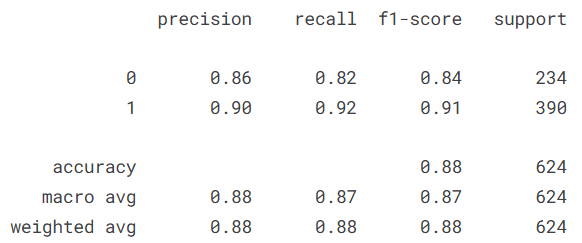 precision recall f1-score support
0 0.86 0.82 0.84 234
1 0.90 0.92 0.91 390
accuracy 0.88 624
macro avg 0.88 0.87 0.87 624
weighted avg 0.88 0.88 0.88 624